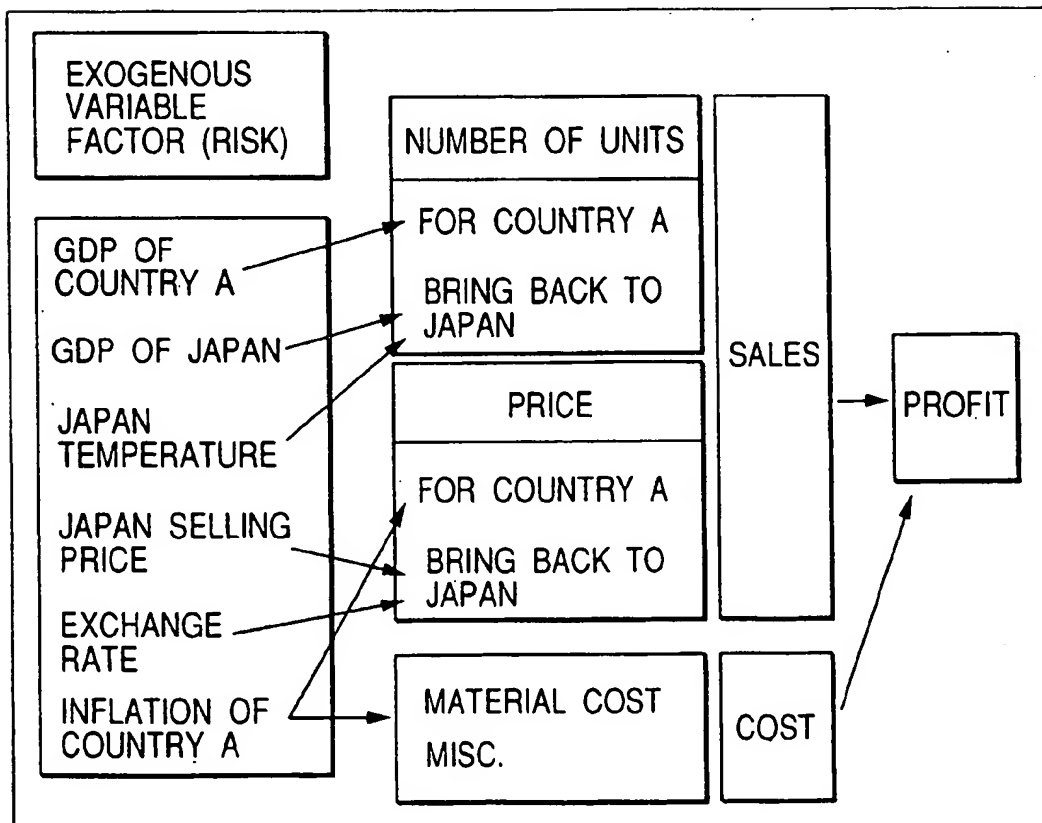 EXOGENOUS
VARIABLE
FACTOR (RISK)
GDP OF
COUNTRY A
GDP OF JAPAN
JAPAN
TEMPERATURE
JAPAN SELLING
PRICE
EXCHANGE
RATE
INFLATION OF
COUNTRY A
NUMBER OF UNITS
FOR COUNTRY A
BRING BACK TO
JAPAN
PRICE
FOR COUNTRY A
BRING BACK TO
JAPAN
MATERIAL COST
MISC.
SALES
COST
PROFIT